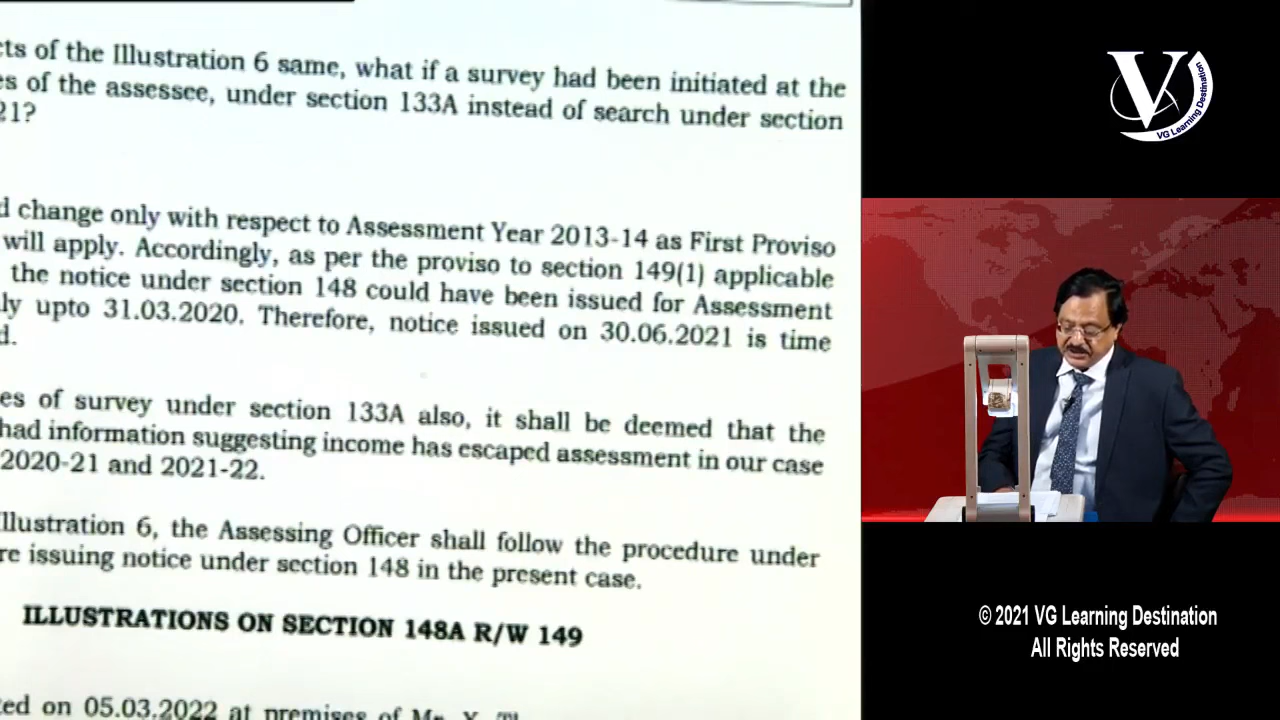 cts of the Illustration 6 same, what if a survey had been initiated at the
es of the assessee, under section 133A instead of search under section
21?
d change only with respect to Assessment Year 2013-14 as First Proviso
will apply. Accordingly, as per the proviso to section 149(1) applicable
the notice under section 148 could have been issued for Assessment
ly upto 31.03.2020. Therefore, notice issued on 30.06.2021 is time
d.
es of survey under section 133A also, it shall be deemed that the
had information suggesting income has escaped assessment in our case
2020-21 and 2021-22.
llustration 6, the Assessing Officer shall follow the procedure under
re issuing notice under section 148 in the present case.
ILLUSTRATIONS ON SECTION 148A R/W 149
ted on 05.03.2022 at premises of Mr. X.
V
VG Learning Destination
© 2021 VG Learning Destination
All Rights Reserved